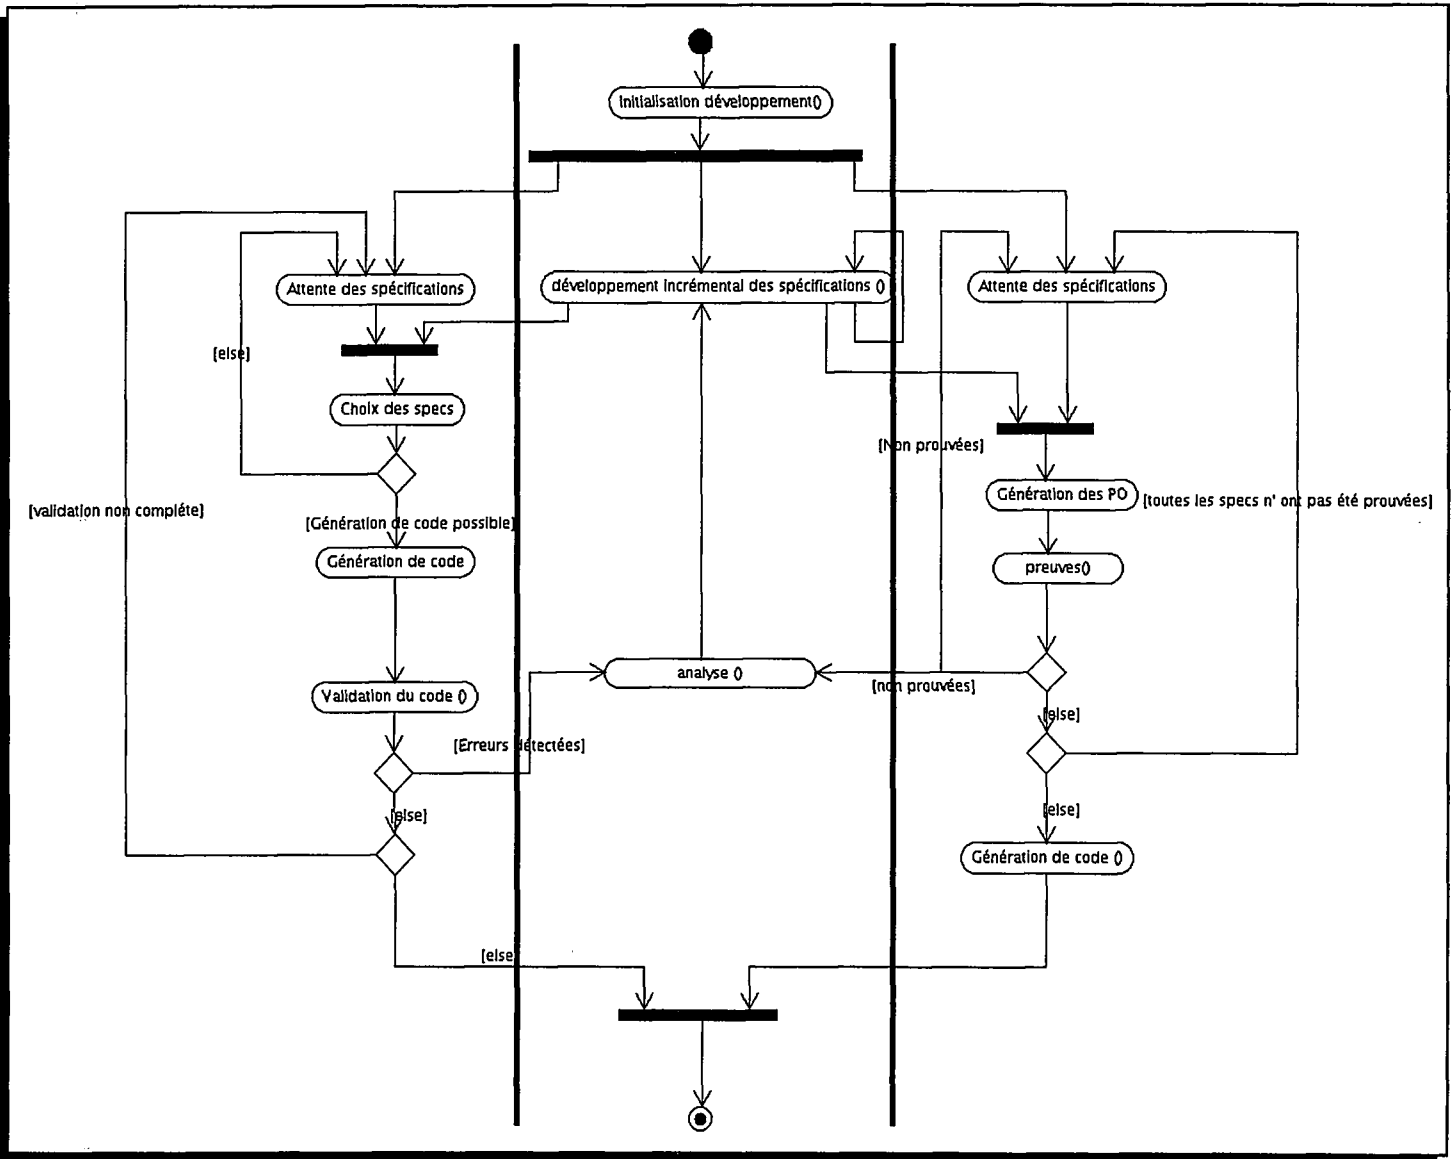 Initialisation développement()
Attente des spécifications
développement incrémental des spécifications ()
Attente des spécifications
[else]
Choix des specs
[Non prouvées]
Génération des PO
[toutes les specs n' ont pas été prouvées]
[validation non compléte]
[Génération de code possible]
Génération de code
preuves()
analyse ()
[non prouvées]
Validation du code ()
[else]
[Erreurs détectées]
[else]
[else]
Génération de code ()
[else]